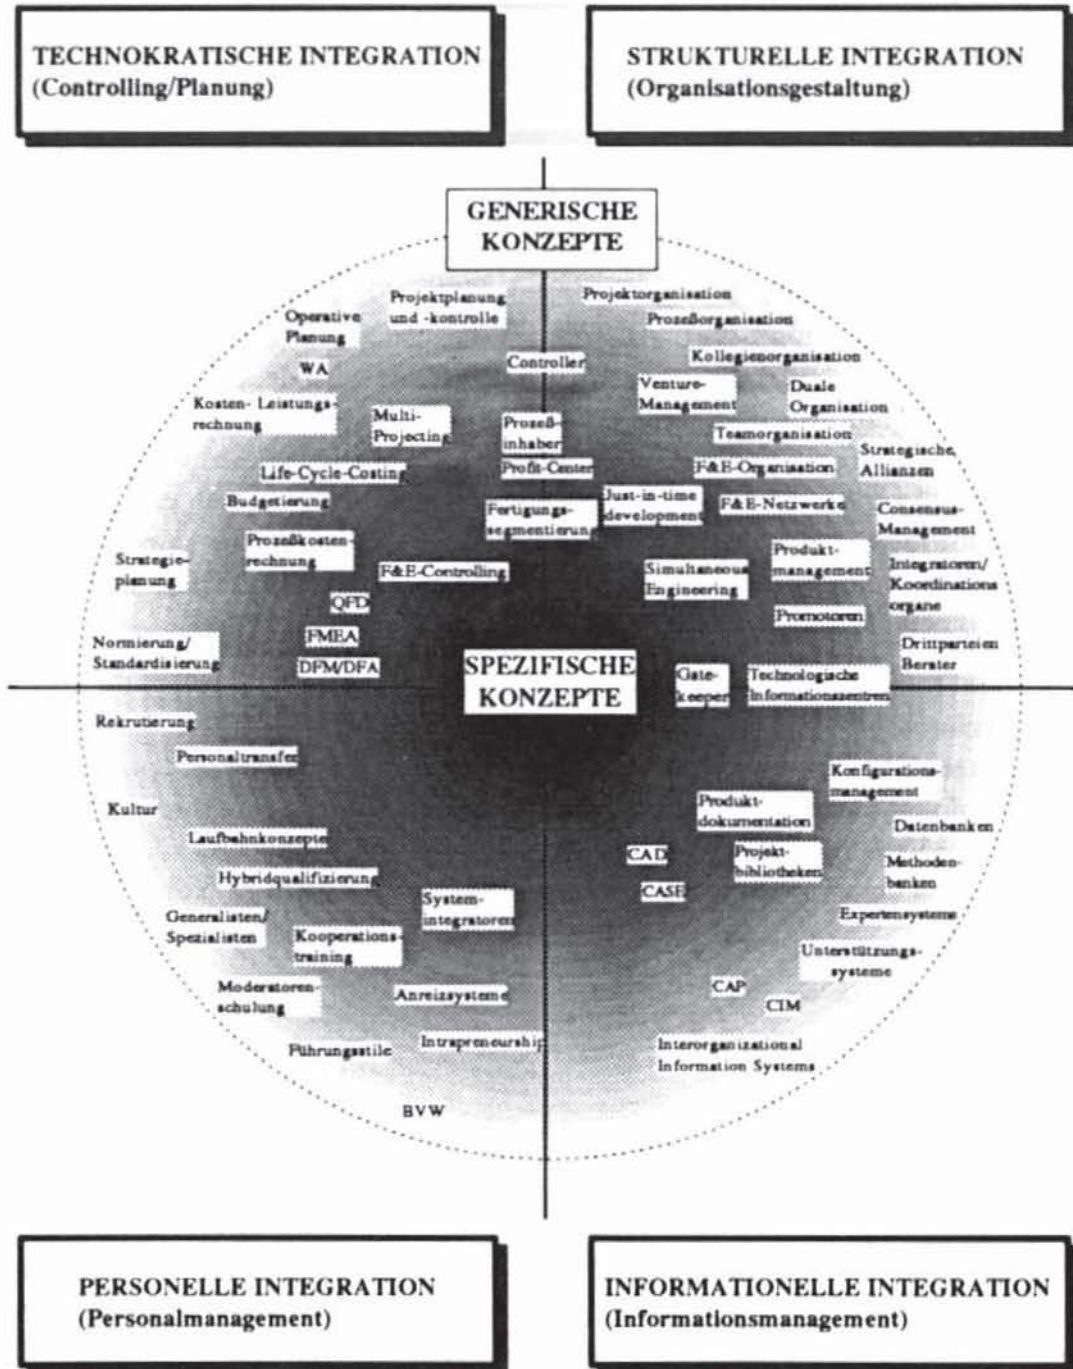 TECHNOKRATISCHE INTEGRATION
(Controlling/Planung)
STRUKTURELLE INTEGRATION
(Organisationsgestaltung)
GENERISCHE
KONZEPTE
Projektplanung
und -kontrolle
Operative
Planung
WA
Kosten- Leistungs-
rechnung
Multi-
Projecting
Life-Cycle-Costing
Budgetierung
Prozeßkosten-
rechnung
Strategie-
planung
F&E-Controlling
QFD
FMEA
DFM/DFA
Normierung/
Standardisierung
Controller
Prozeß-
inhaber
Profit-Center
Fertigungs-
segmentierung
Projektorganisation
Prozeßorganisation
Kollegienorganisation
Venture-
Management
Duale
Organisation
Teamorganisation
Strategische
Allianzen
F&E-Organisation
Just-in-time
development
F&E-Netzwerke
Consensus-
Management
Simultaneous
Engineering
Produkt-
management
Integratoren/
Koordinations
organe
Promotoren
Drittparteien
Berater
Gate-
keeper
Technologische
Informationszentren
SPEZIFISCHE
KONZEPTE
Rekrutierung
Personaltransfer
Kultur
Laufbahnkonzepte
Hybridqualifizierung
Generalisten/
Spezialisten
System-
integratoren
Kooperations-
training
Moderatoren-
schulung
Anreizsysteme
Führungsstile
Intrapreneurship
BVW
Konfigurations-
management
Produkt-
dokumentation
Datenbanken
CAD
Projekt-
bibliotheken
Methoden-
banken
CASE
Expertensysteme
Unterstützungs-
systeme
CAP
CIM
Interorganizational
Information Systems
PERSONELLE INTEGRATION
(Personalmanagement)
INFORMATIONELLE INTEGRATION
(Informationsmanagement)